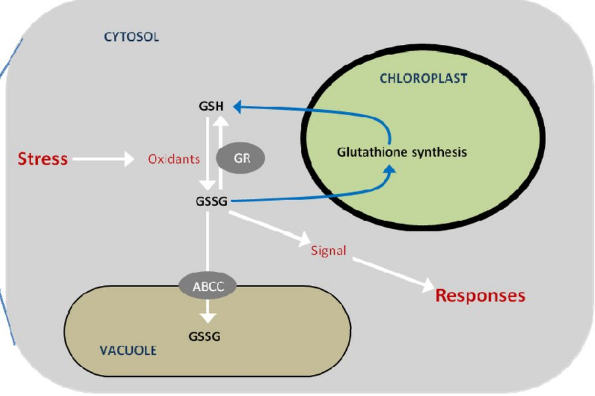 CYTOSOL
CHLOROPLAST
GSH
Glutathione synthesis
Stress
Oxidants
GR
GSSG
Signal
ABCC
Responses
GSSG
VACUOLE